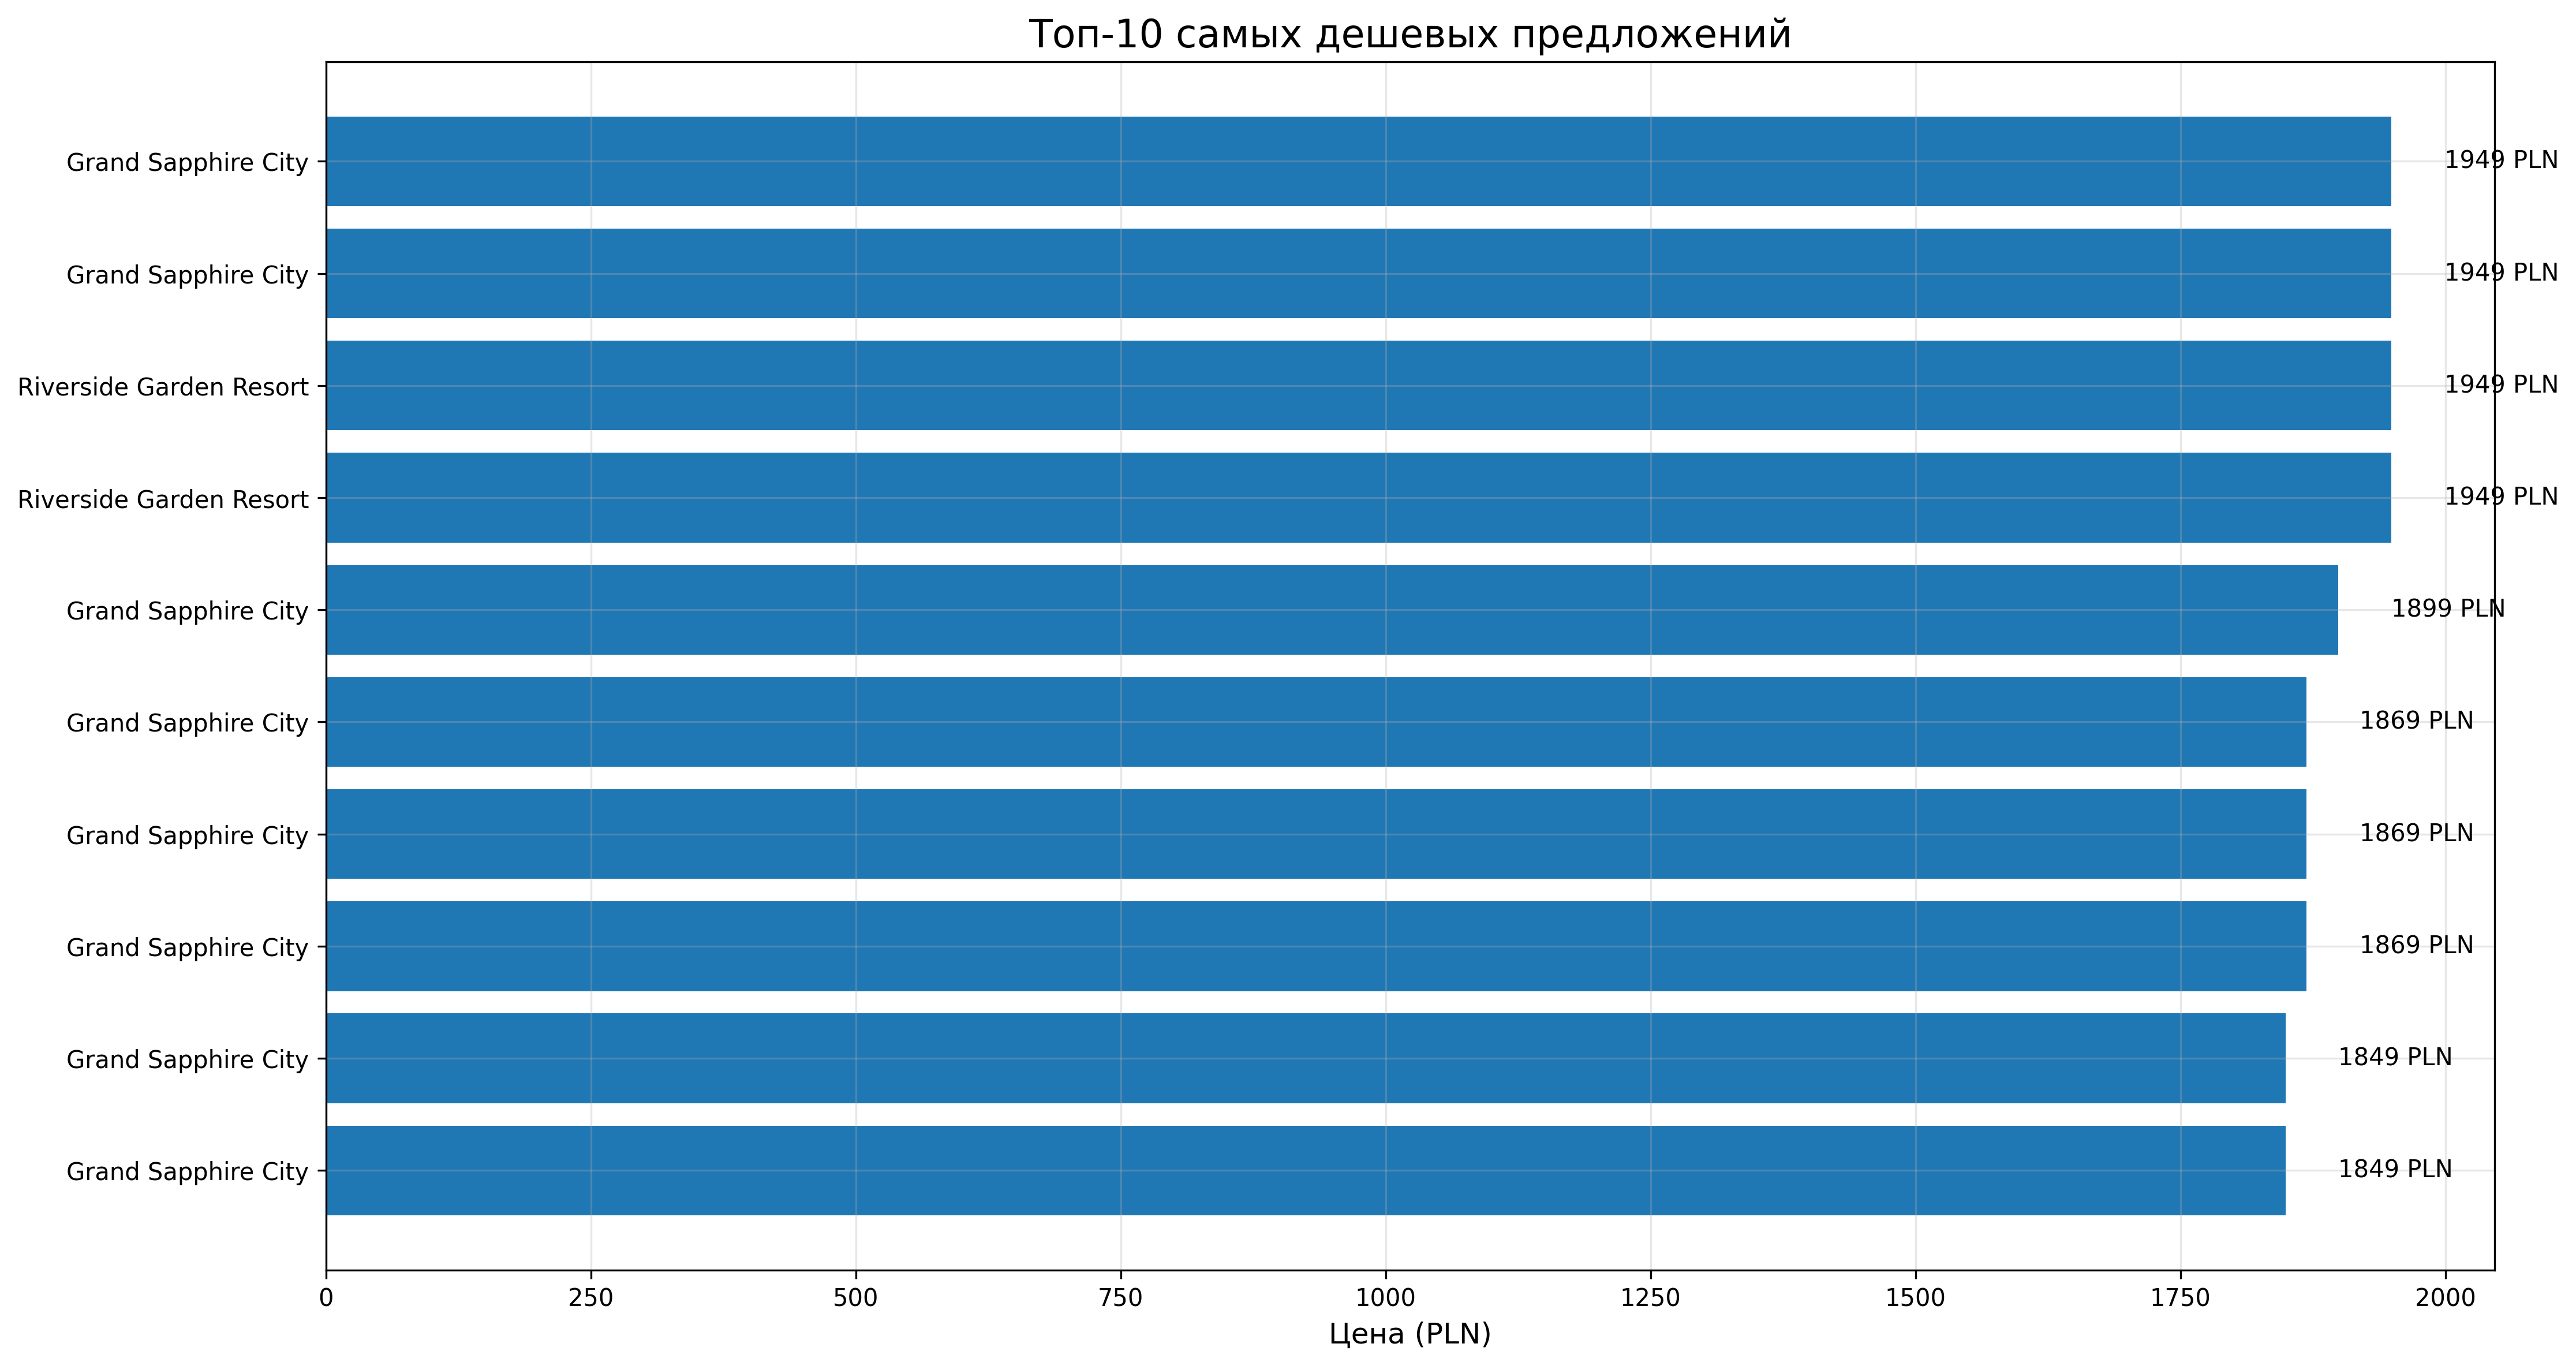 Топ-10 самых дешевых предложений
Grand Sapphire City
1949 PLN
Grand Sapphire City
1949 PLN
Riverside Garden Resort
1949 PLN
Riverside Garden Resort
1949 PLN
Grand Sapphire City
1899 PLN
Grand Sapphire City
1869 PLN
Grand Sapphire City
1869 PLN
Grand Sapphire City
1869 PLN
Grand Sapphire City
1849 PLN
Grand Sapphire City
1849 PLN
0 250 500 750 1000 1250 1500 1750 2000
Цена (PLN)